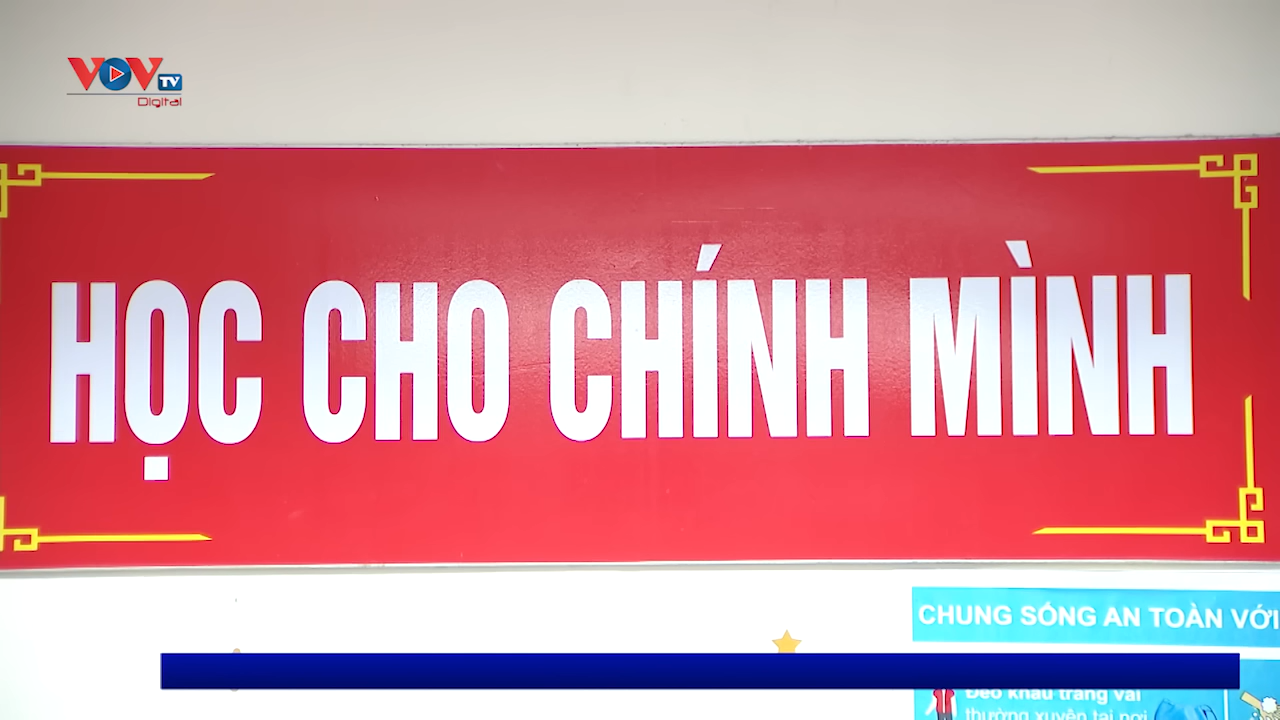 VOV TV
Digital
HỌC CHO CHÍNH MÌNH
CHUNG SỐNG AN TOÀN VỚI
Đeo khẩu trang vải
thường xuyên tại nơi